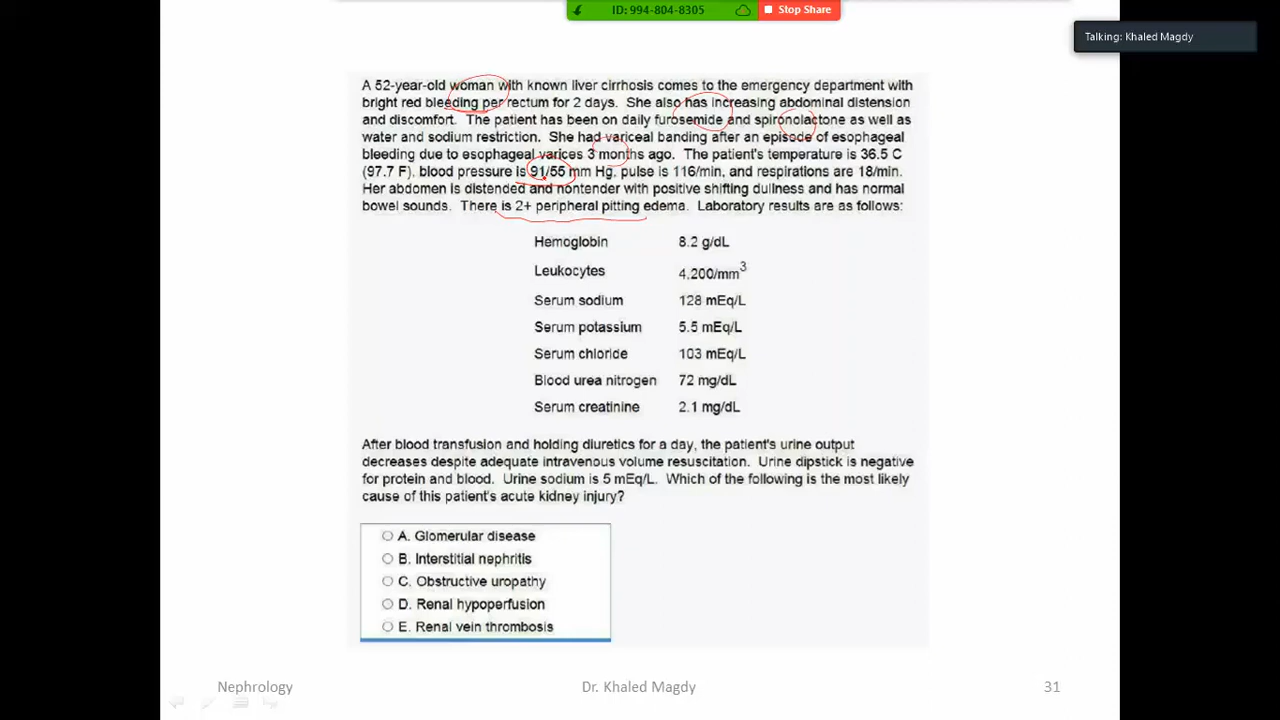 ID: 994-804-8305
Stop Share
Talking: Khaled Magdy
A 52-year-old woman with known liver cirrhosis comes to the emergency department with
bright red bleeding per rectum for 2 days. She also has increasing abdominal distension
and discomfort. The patient has been on daily furosemide and spironolactone as well as
water and sodium restriction. She had variceal banding after an episode of esophageal
bleeding due to esophageal varices 3 months ago. The patient's temperature is 36.5 C
(97.7 F), blood pressure is 91/55 mm Hg, pulse is 116/min, and respirations are 18/min.
Her abdomen is distended and nontender with positive shifting dullness and has normal
bowel sounds. There is 2+ peripheral pitting edema. Laboratory results are as follows:
Hemoglobin 8.2 g/dL
Leukocytes 4,200/mm³
Serum sodium 128 mEq/L
Serum potassium 5.5 mEq/L
Serum chloride 103 mEq/L
Blood urea nitrogen 72 mg/dL
Serum creatinine 2.1 mg/dL
After blood transfusion and holding diuretics for a day, the patient's urine output
decreases despite adequate intravenous volume resuscitation. Urine dipstick is negative
for protein and blood. Urine sodium is 5 mEq/L. Which of the following is the most likely
cause of this patient's acute kidney injury?
A. Glomerular disease
B. Interstitial nephritis
C. Obstructive uropathy
D. Renal hypoperfusion
E. Renal vein thrombosis
Nephrology Dr. Khaled Magdy 31